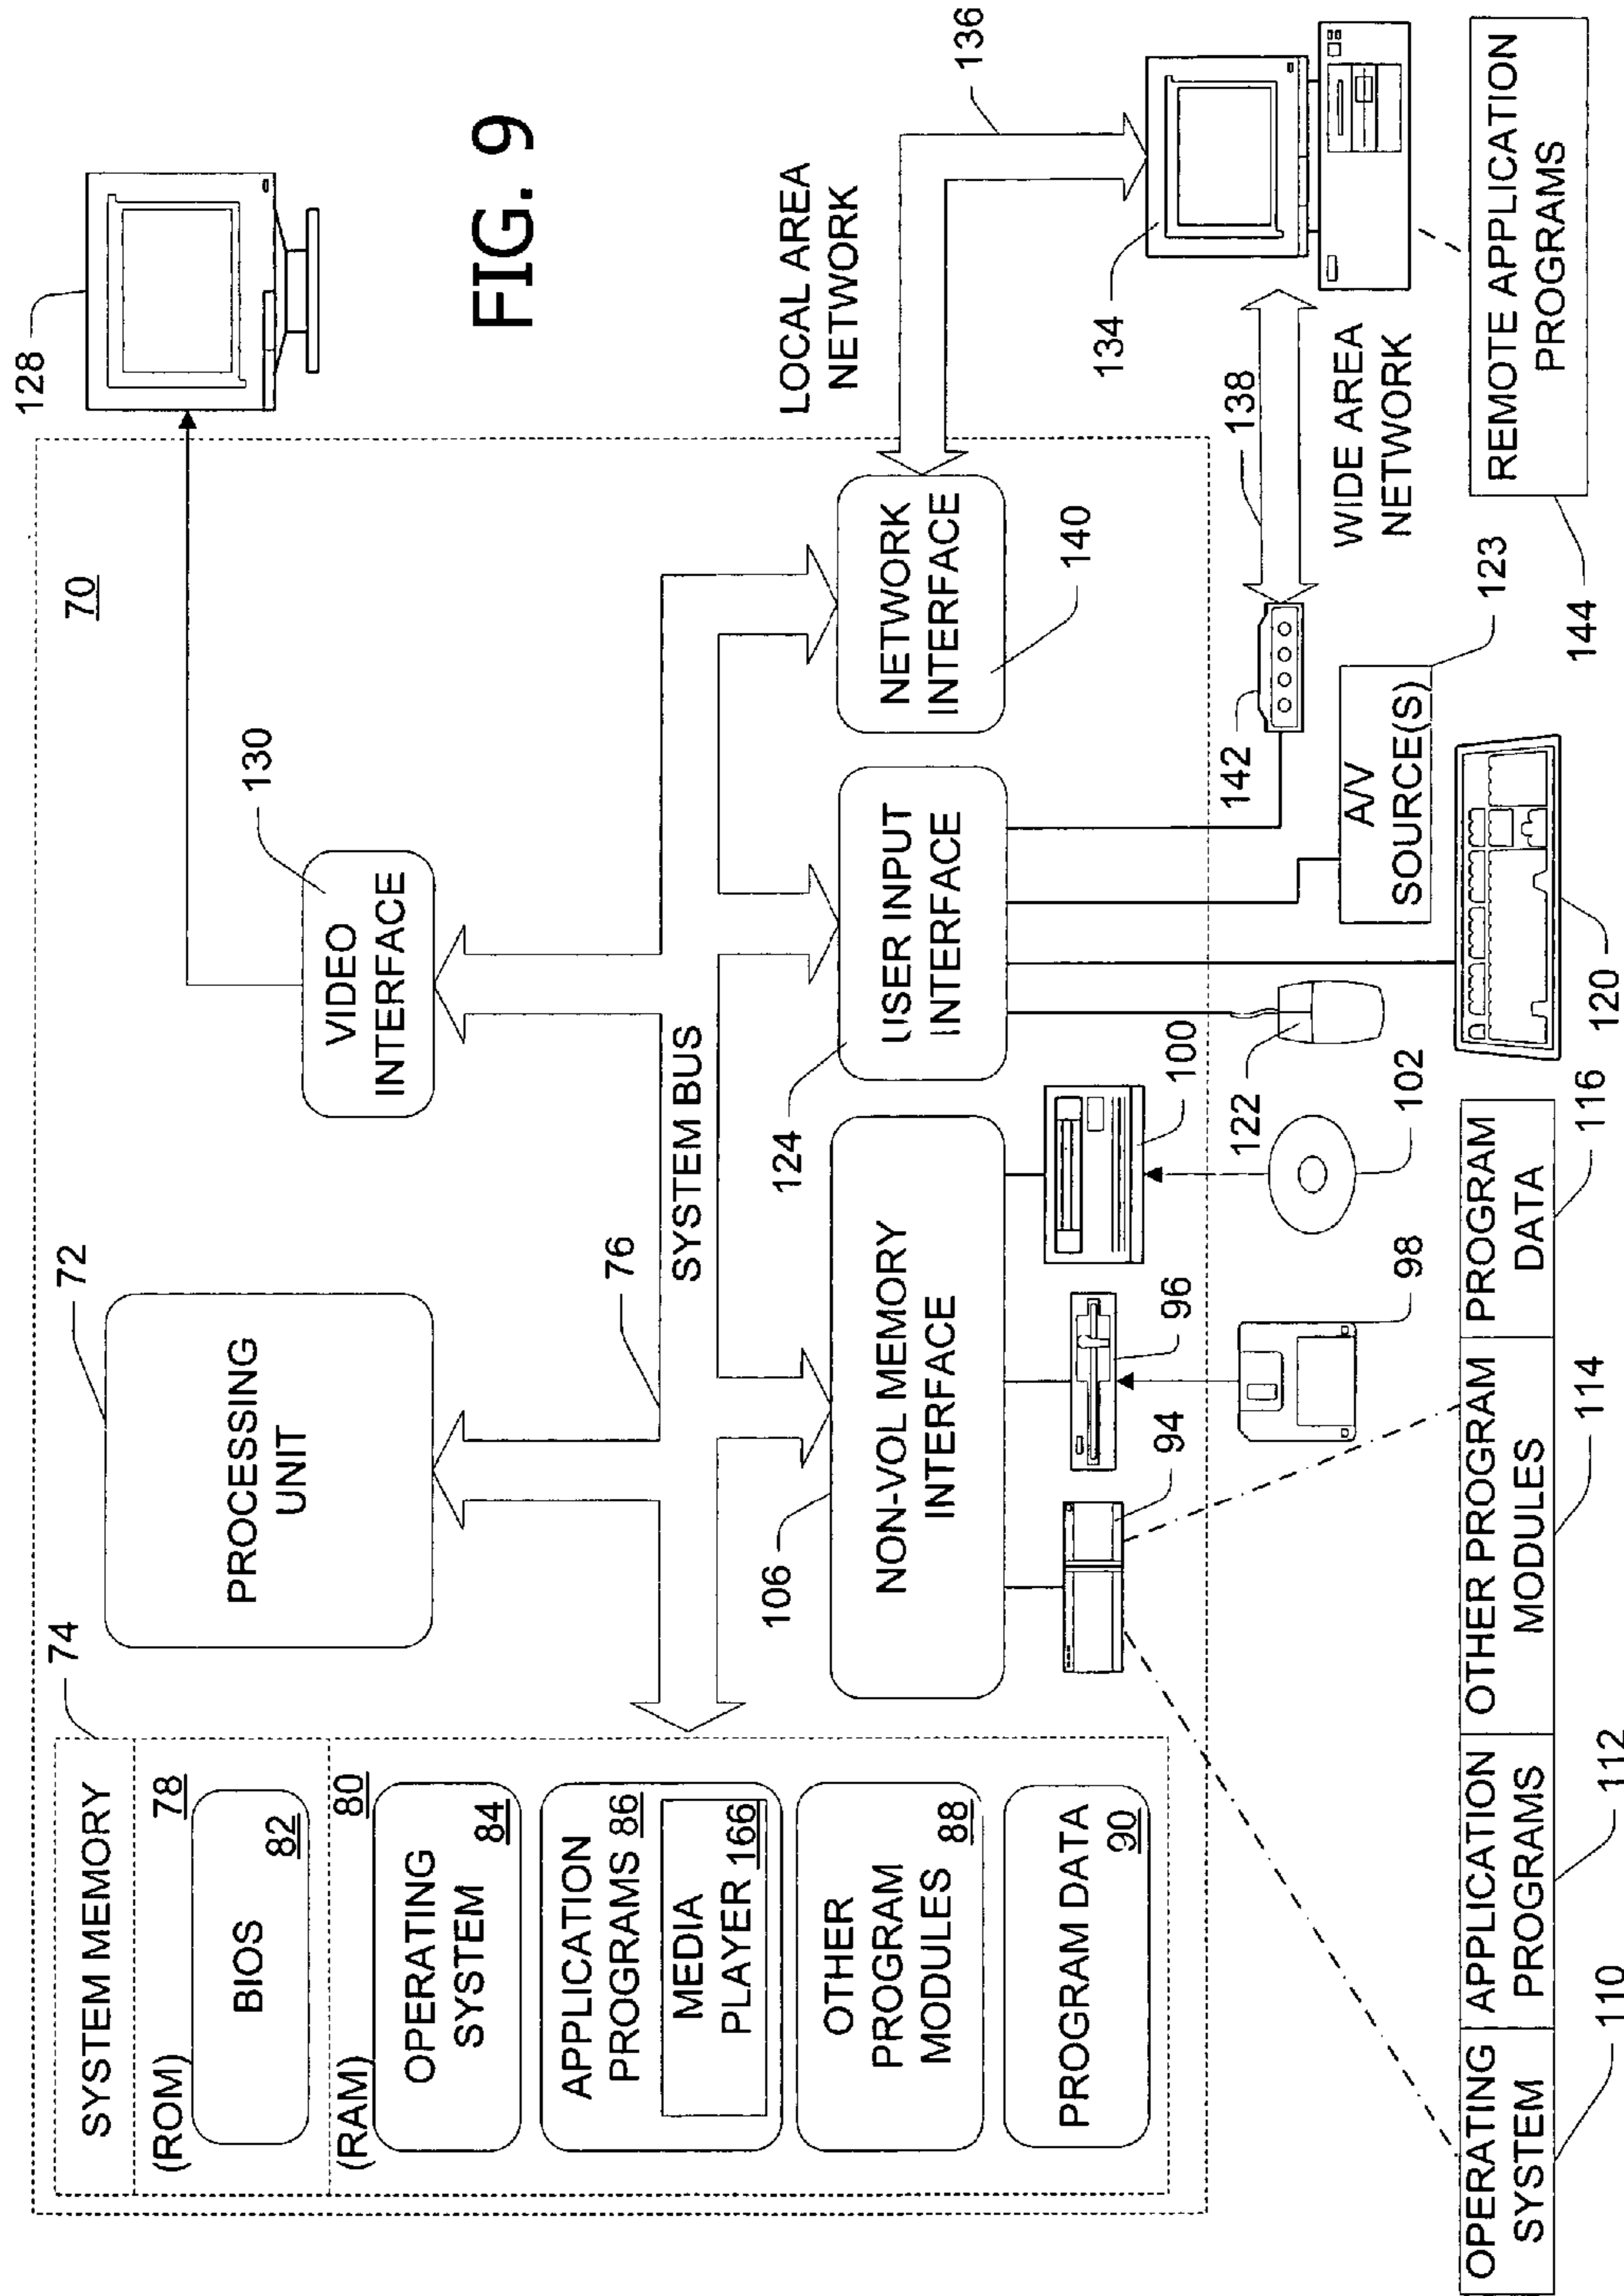 FIG. 9
70
SYSTEM MEMORY
74
(ROM) 78
BIOS
82
(RAM) 80
OPERATING
SYSTEM
84
APPLICATION
PROGRAMS 86
MEDIA
PLAYER 166
OTHER
PROGRAM
MODULES 88
PROGRAM DATA
90
72
PROCESSING
UNIT
76
SYSTEM BUS
130
VIDEO
INTERFACE
128
106
NON-VOL MEMORY
INTERFACE
124
USER INPUT
INTERFACE
NETWORK
INTERFACE
140
LOCAL AREA
NETWORK
136
94
96
98
100
102
122
120
142
A/V
SOURCE(S)
123
138
WIDE AREA
NETWORK
134
REMOTE APPLICATION
PROGRAMS
144
OPERATING
SYSTEM
110
APPLICATION
PROGRAMS
112
OTHER PROGRAM
MODULES
114
PROGRAM
DATA
116